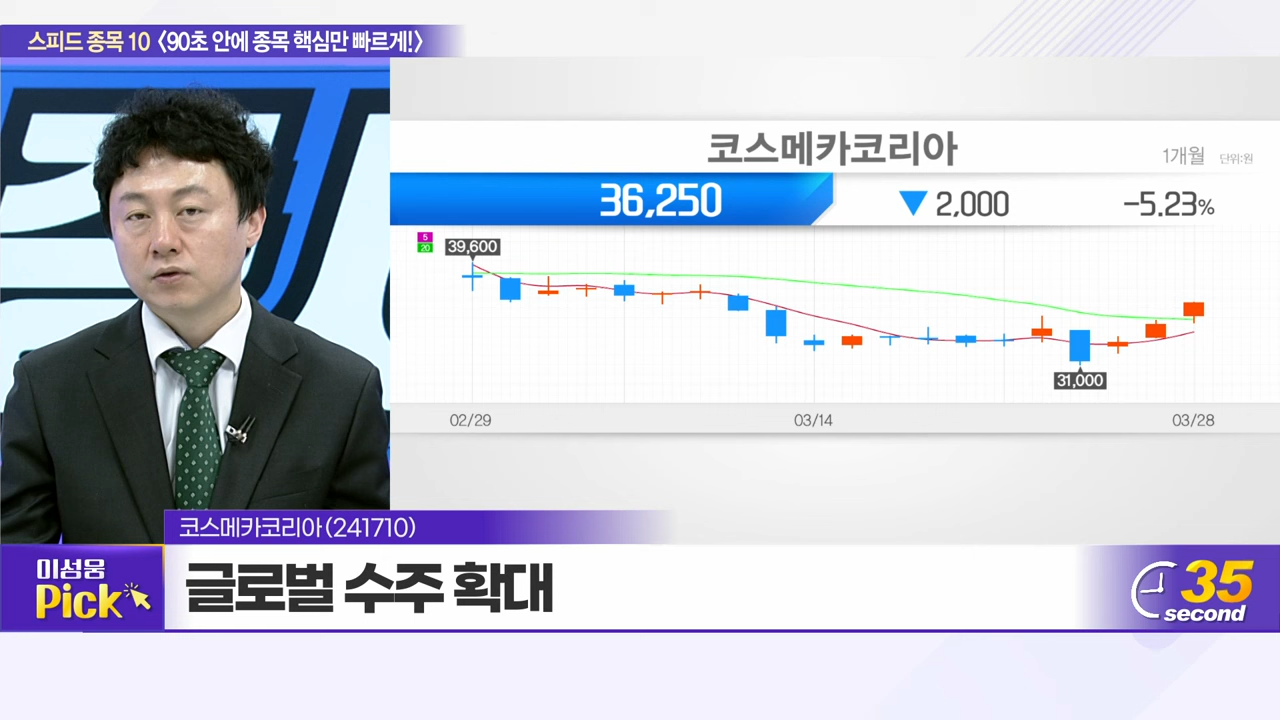 스피드 종목 10 <90초 안에 종목 핵심만 빠르게!>
코스메카코리아
1개월 단위:원
36,250 ▼ 2,000 -5.23%
5
20
39,600
31,000
02/29 03/14 03/28
코스메카코리아(241710)
미섬웅
Pick
글로벌 수주 확대
35
second